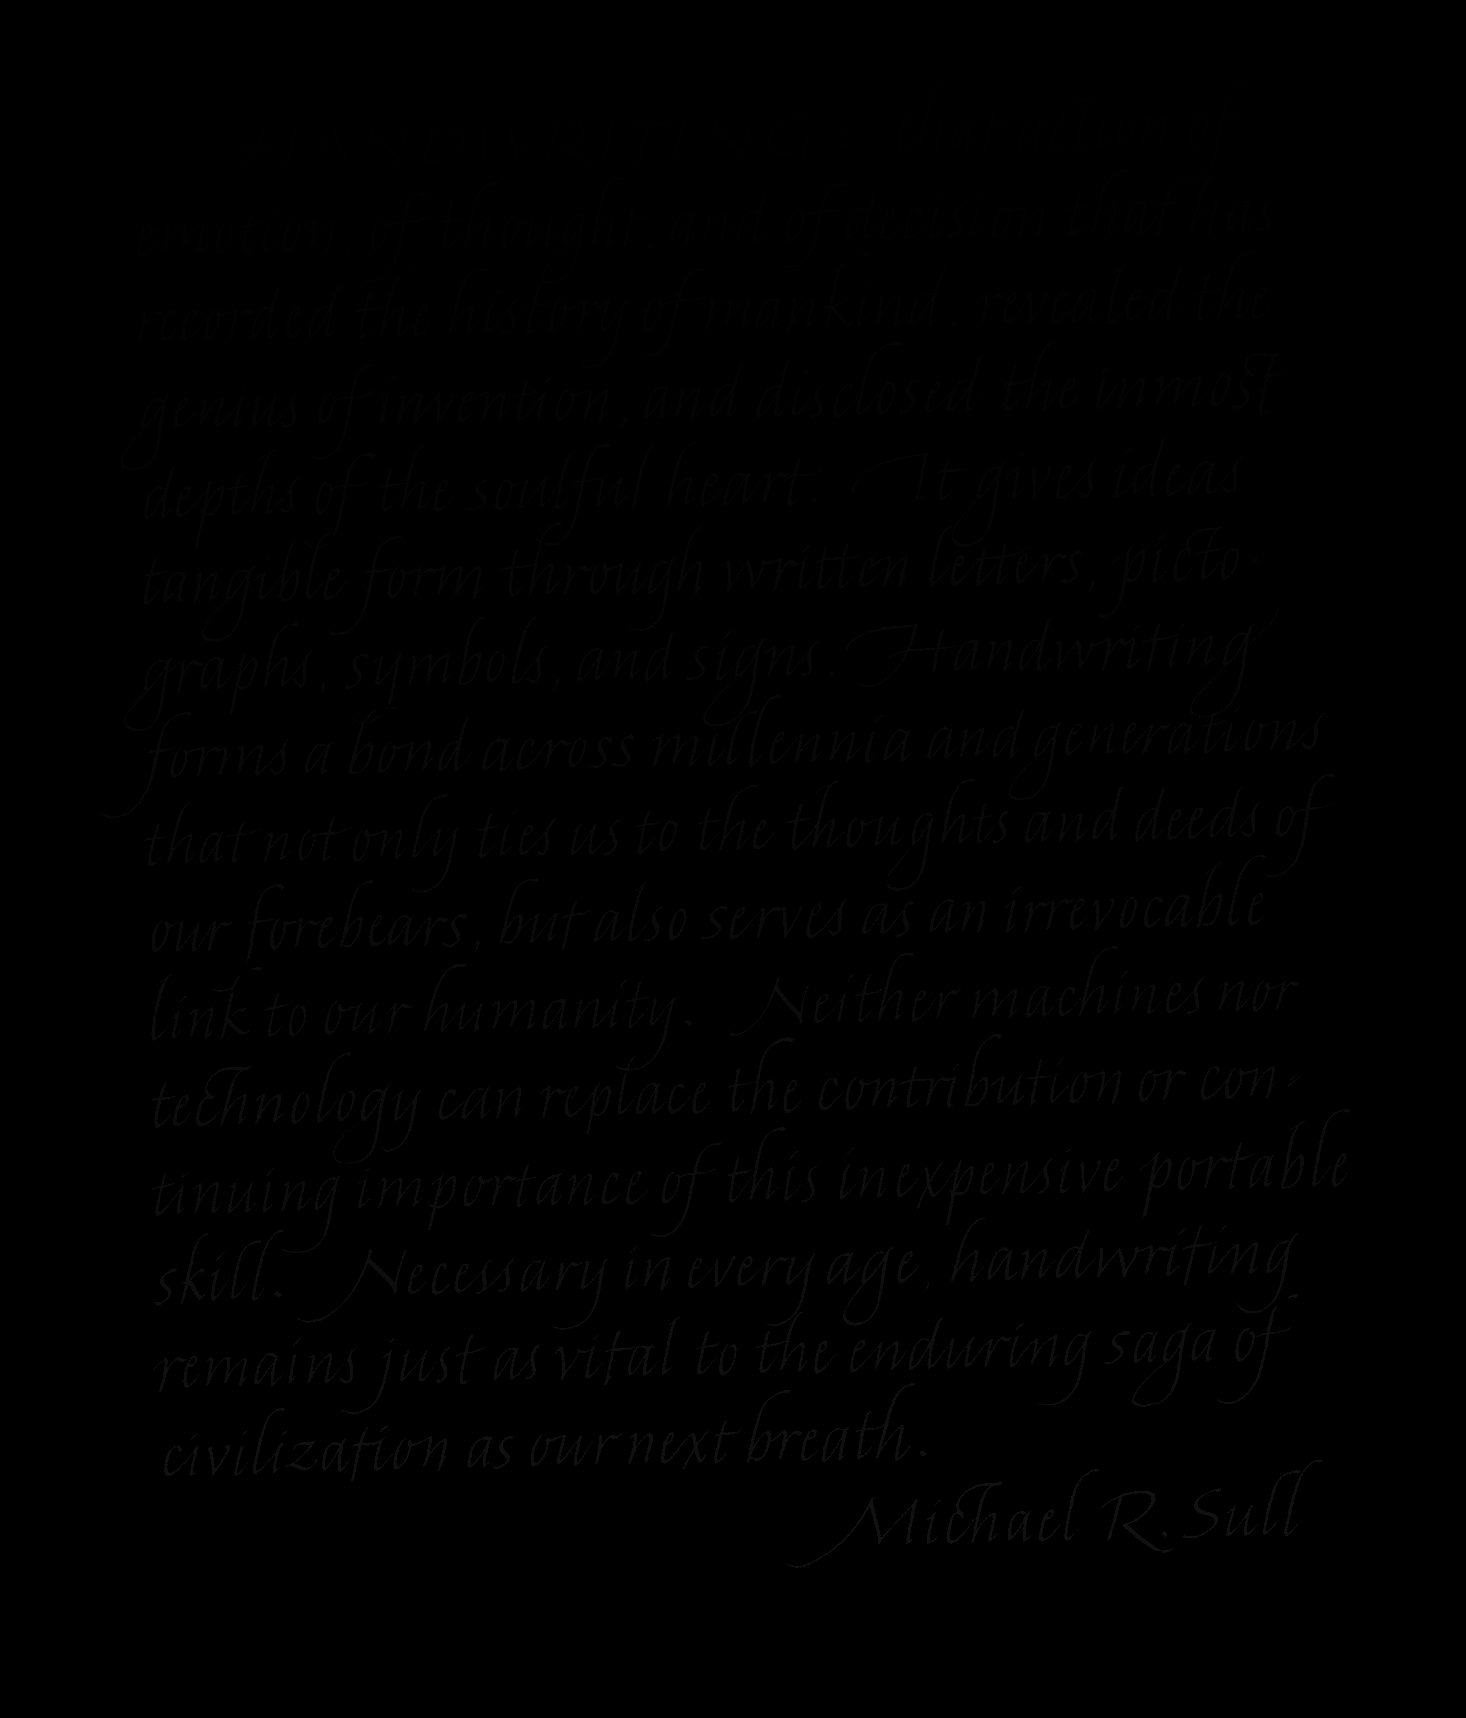 emotion of thought, and of decision that has
recorded the history of mankind, revealed the
genius of invention, and disclosed the inmost
depths of the soulful heart. It gives ideas
tangible form through written letters, picto-
graphs, symbols, and signs. Handwriting
forms a bond across millennia and generations
that not only ties us to the thoughts and deeds of
our forebears, but also serves as an irrevocable
link to our humanity. Neither machines nor
technology can replace the contribution or con-
tinuing importance of this inexpensive portable
skill. Necessary in every age, handwriting
remains just as vital to the enduring saga of
civilization as our next breath.
Michael R. Sull